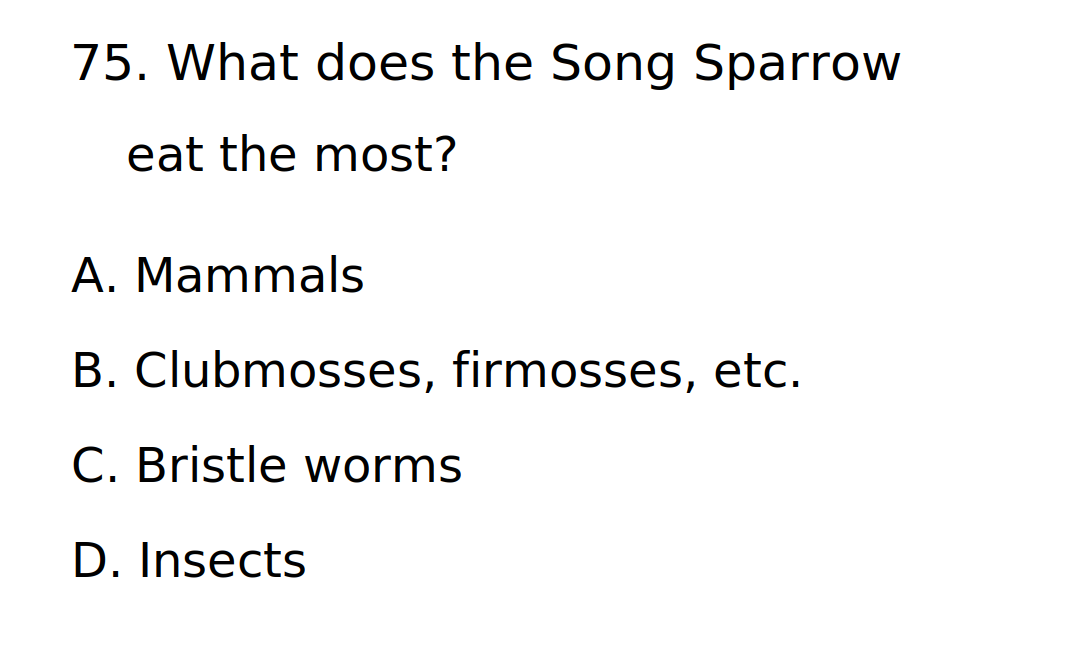 75. What does the Song Sparrow
eat the most?
A. Mammals
B. Clubmosses, firmosses, etc.
C. Bristle worms
D. Insects